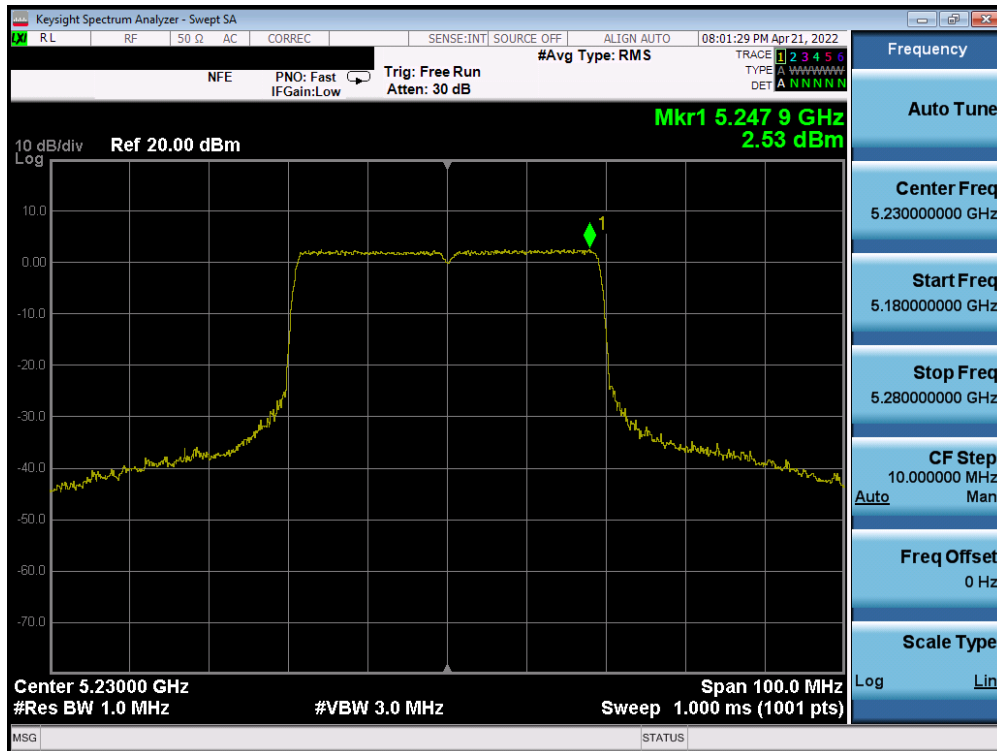 Keysight Spectrum Analyzer - Swept SA
LXI RL RF 50 Ω AC CORREC SENSE:INT SOURCE OFF ALIGN AUTO 08:01:29 PM Apr 21, 2022
#Avg Type: RMS
NFE PNO: Fast Trig: Free Run
IFGain:Low Atten: 30 dB
TRACE 1 2 3 4 5 6
TYPE A WWWWW
DET A N N N N N
Mkr1 5.247 9 GHz
2.53 dBm
10 dB/div Ref 20.00 dBm
Log
10.0
0.00
-10.0
-20.0
-30.0
-40.0
-50.0
-60.0
-70.0
1
Center 5.23000 GHz Span 100.0 MHz
#Res BW 1.0 MHz #VBW 3.0 MHz Sweep 1.000 ms (1001 pts)
MSG STATUS
Frequency
Auto Tune
Center Freq
5.230000000 GHz
Start Freq
5.180000000 GHz
Stop Freq
5.280000000 GHz
CF Step
10.000000 MHz
Auto Man
Freq Offset
0 Hz
Scale Type
Log Lin